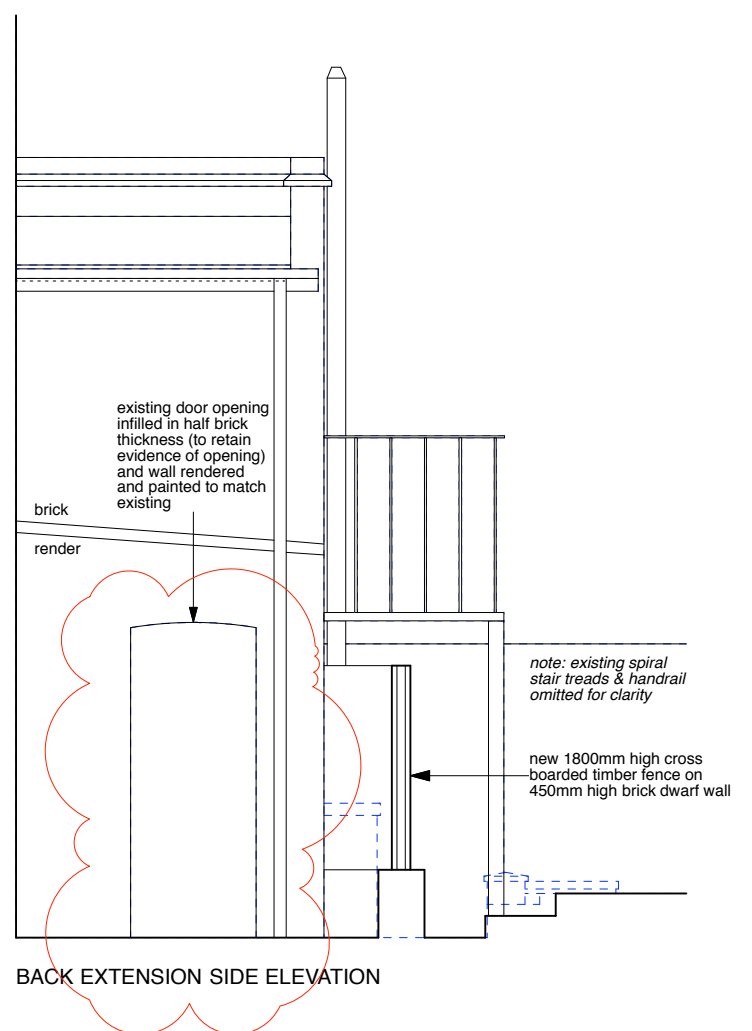 existing door opening
infilled in half brick
thickness (to retain
evidence of opening)
and wall rendered
and painted to match
existing
brick
render
note: existing spiral
stair treads & handrail
omitted for clarity
new 1800mm high cross
boarded timber fence on
450mm high brick dwarf wall
BACK EXTENSION SIDE ELEVATION